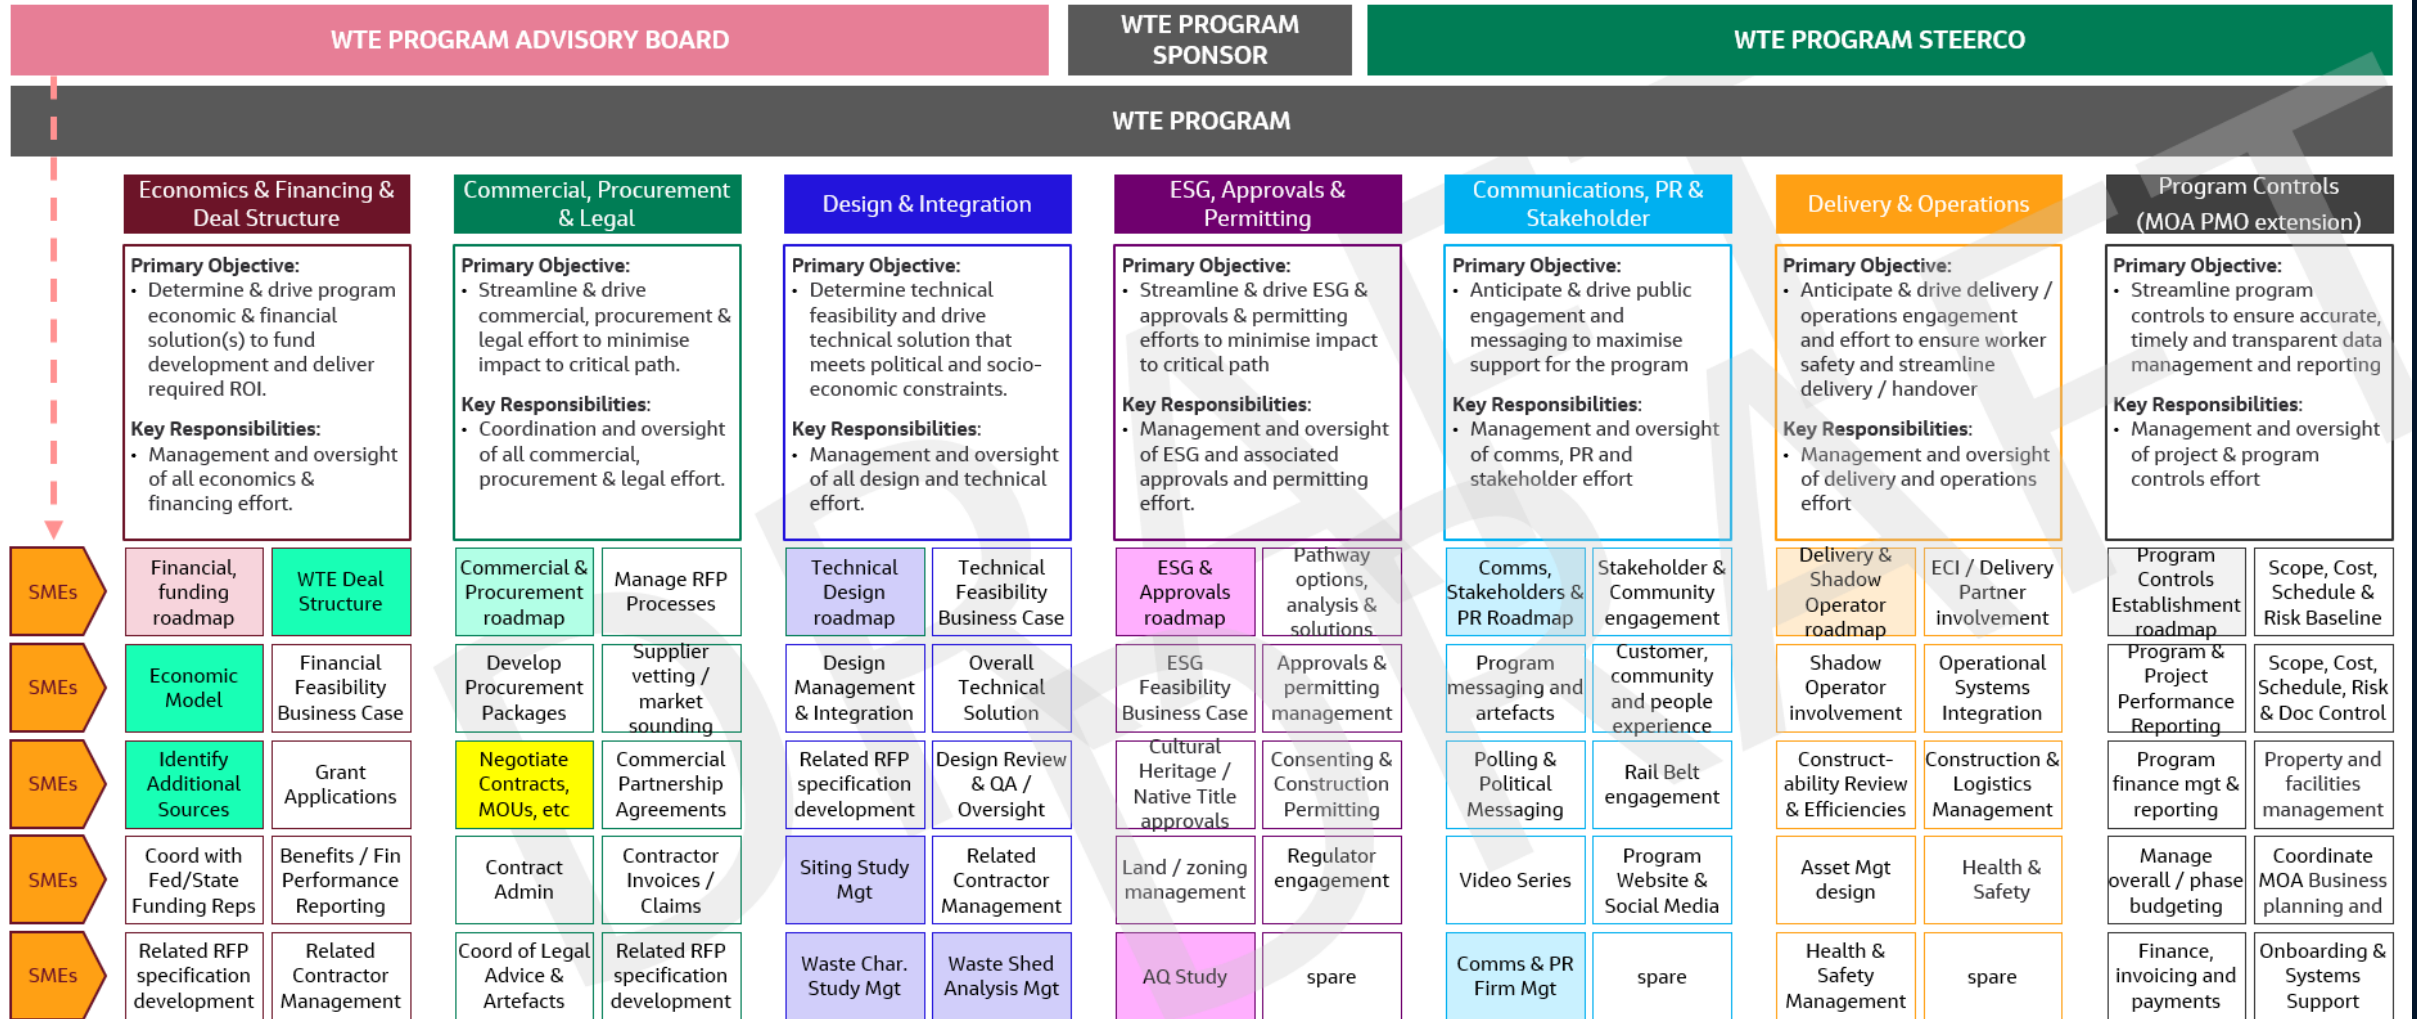 WTE PROGRAM ADVISORY BOARD
WTE PROGRAM
SPONSOR
WTE PROGRAM STEERCO
WTE PROGRAM
Economics & Financing &
Deal Structure
Primary Objective:
• Determine & drive program
economic & financial
solution(s) to fund
development and deliver
required ROI.
Key Responsibilities:
• Management and oversight
of all economics &
financing effort.
Commercial, Procurement
& Legal
Primary Objective:
• Streamline & drive
commercial, procurement &
legal effort to minimise
impact to critical path.
Key Responsibilities:
• Coordination and oversight
of all commercial,
procurement & legal effort.
Design & Integration
Primary Objective:
• Determine technical
feasibility and drive
technical solution that
meets political and socio-
economic constraints.
Key Responsibilities:
• Management and oversight
of all design and technical
effort.
ESG, Approvals &
Permitting
Primary Objective:
• Streamline & drive ESG &
approvals & permitting
efforts to minimise impact
to critical path
Key Responsibilities:
• Management and oversight
of ESG and associated
approvals and permitting
effort.
Communications, PR &
Stakeholder
Primary Objective:
• Anticipate & drive public
engagement and
messaging to maximise
support for the program
Key Responsibilities:
• Management and oversight
of comms, PR and
stakeholder effort
Delivery & Operations
Primary Objective:
• Anticipate & drive delivery /
operations engagement
and effort to ensure worker
safety and streamline
delivery / handover
Key Responsibilities:
• Management and oversight
of delivery and operations
effort
Program Controls
(MOA PMO extension)
Primary Objective:
• Streamline program
controls to ensure accurate,
timely and transparent data
management and reporting
Key Responsibilities:
• Management and oversight
of project & program
controls effort
SMEs
Financial,
funding
roadmap
WTE Deal
Structure
Commercial &
Procurement
roadmap
Manage RFP
Processes
Technical
Design
roadmap
Technical
Feasibility
Business Case
ESG &
Approvals
roadmap
Pathway
options,
analysis &
solutions
Comms,
Stakeholders &
PR Roadmap
Stakeholder &
Community
engagement
Delivery &
Shadow
Operator
roadmap
ECI / Delivery
Partner
involvement
Program
Controls
Establishment
roadmap
Scope, Cost,
Schedule &
Risk Baseline
SMEs
Economic
Model
Financial
Feasibility
Business Case
Develop
Procurement
Packages
Supplier
vetting /
market
sounding
Design
Management
& Integration
Overall
Technical
Solution
ESG
Feasibility
Business Case
Approvals &
permitting
management
Program
messaging and
artefacts
Customer,
community
and people
experience
Shadow
Operator
involvement
Operational
Systems
Integration
Program &
Project
Performance
Reporting
Scope, Cost,
Schedule, Risk
& Doc Control
SMEs
Identify
Additional
Sources
Grant
Applications
Negotiate
Contracts,
MOUs, etc
Commercial
Partnership
Agreements
Related RFP
specification
development
Design Review
& QA /
Oversight
Cultural
Heritage /
Native Title
approvals
Consenting &
Construction
Permitting
Polling &
Political
Messaging
Rail Belt
engagement
Construct-
ability Review
& Efficiencies
Construction &
Logistics
Management
Program
finance mgt &
reporting
Property and
facilities
management
SMEs
Coord with
Fed/State
Funding Reps
Benefits / Fin
Performance
Reporting
Contract
Admin
Contractor
Invoices /
Claims
Siting Study
Mgt
Related
Contractor
Management
Land / zoning
management
Regulator
engagement
Video Series
Program
Website &
Social Media
Asset Mgt
design
Health &
Safety
Manage
overall / phase
budgeting
Coordinate
MOA Business
planning and
SMEs
Related RFP
specification
development
Related
Contractor
Management
Coord of Legal
Advice &
Artefacts
Related RFP
specification
development
Waste Char.
Study Mgt
Waste Shed
Analysis Mgt
AQ Study
spare
Comms & PR
Firm Mgt
spare
Health &
Safety
Management
spare
Finance,
invoicing and
payments
Onboarding &
Systems
Support
DRAFT
DRAFT